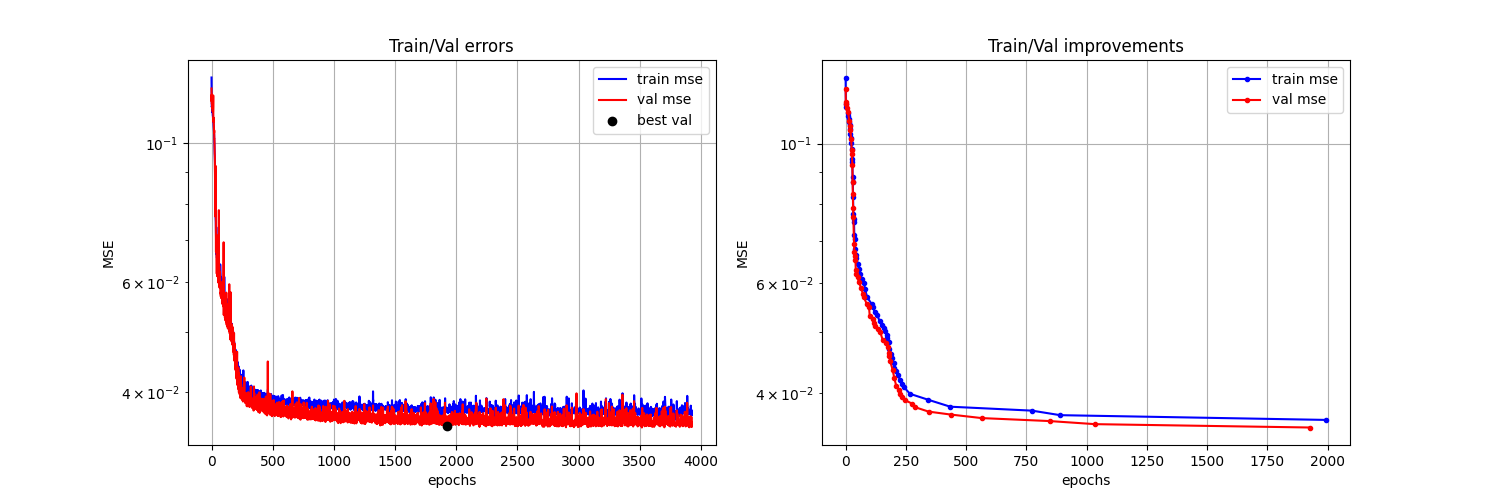 Train/Val errors
train mse
val mse
best val
MSE
10⁻¹
6 × 10⁻²
4 × 10⁻²
0 500 1000 1500 2000 2500 3000 3500 4000
epochs
Train/Val improvements
train mse
val mse
MSE
10⁻¹
6 × 10⁻²
4 × 10⁻²
0 250 500 750 1000 1250 1500 1750 2000
epochs